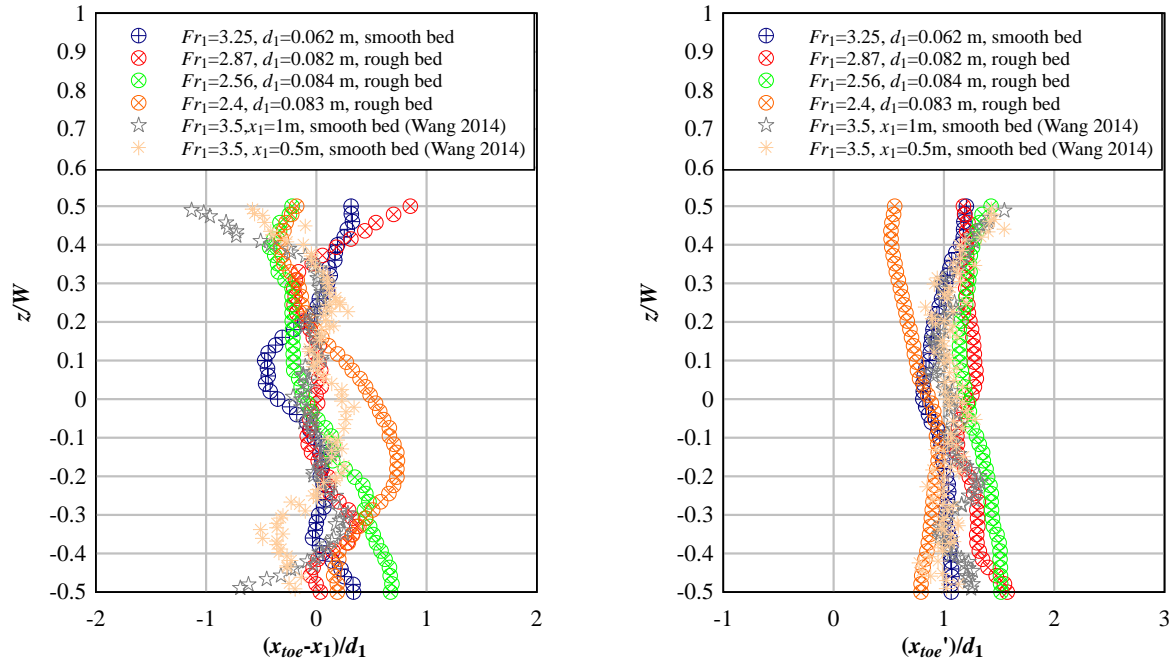 1
0.9
0.8
0.7
0.6
0.5
0.4
0.3
0.2
0.1
0
-0.1
-0.2
-0.3
-0.4
-0.5
z/W
Fr1=3.25, d1=0.062 m, smooth bed
Fr1=2.87, d1=0.082 m, rough bed
Fr1=2.56, d1=0.084 m, rough bed
Fr1=2.4, d1=0.083 m, rough bed
Fr1=3.5,x1=1m, smooth bed (Wang 2014)
Fr1=3.5, x1=0.5m, smooth bed (Wang 2014)
-2 -1 0 1 2
(xtoe-x1)/d1
1
0.9
0.8
0.7
0.6
0.5
0.4
0.3
0.2
0.1
0
-0.1
-0.2
-0.3
-0.4
-0.5
z/W
Fr1=3.25, d1=0.062 m, smooth bed
Fr1=2.87, d1=0.082 m, rough bed
Fr1=2.56, d1=0.084 m, rough bed
Fr1=2.4, d1=0.083 m, rough bed
Fr1=3.5, x1=1m, smooth bed (Wang 2014)
Fr1=3.5, x1=0.5m, smooth bed (Wang 2014)
-1 0 1 2 3
(xtoe')/d1